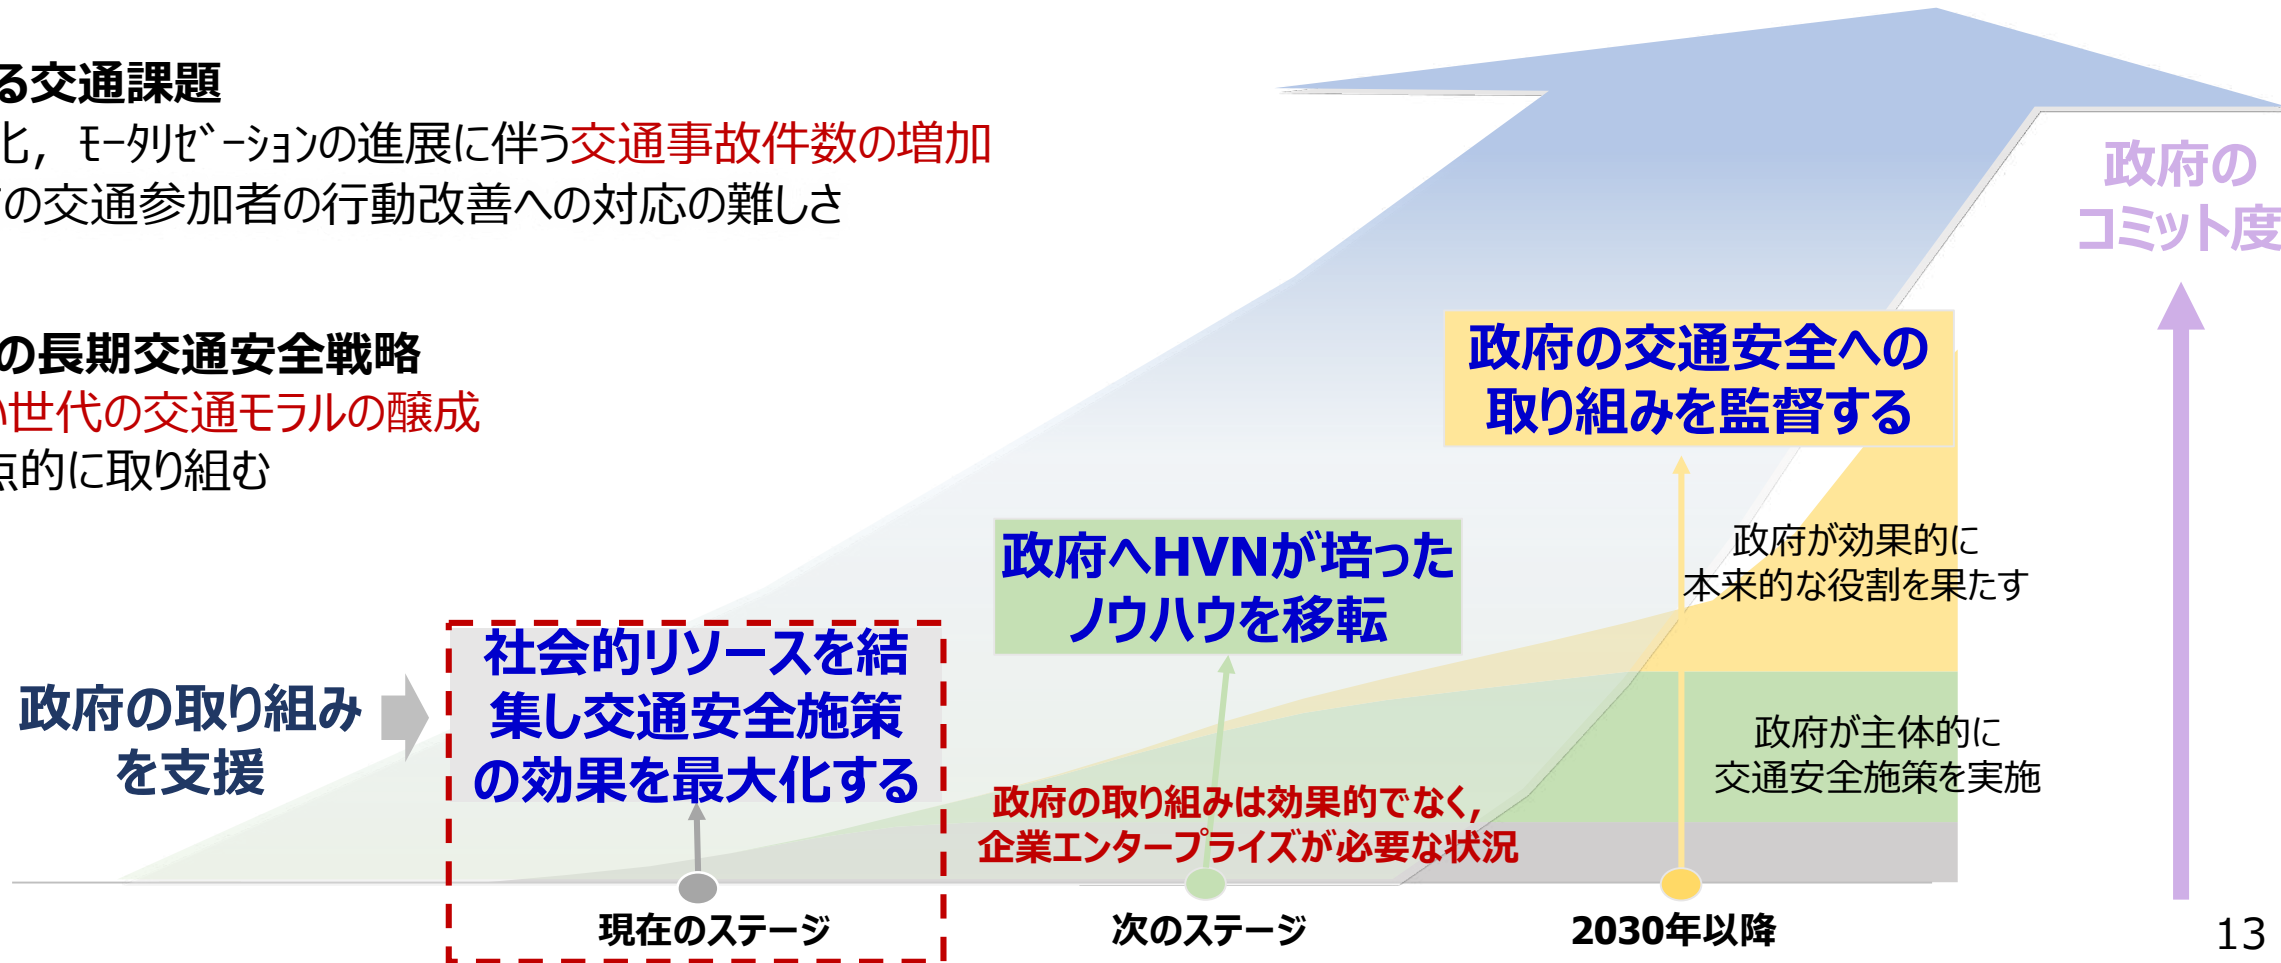 る交通課題
化，ﾓｰﾀﾘｾﾞｰｼｮﾝの進展に伴う交通事故件数の増加
の交通参加者の行動改善への対応の難しさ
の長期交通安全戦略
い世代の交通モラルの醸成
点的に取り組む
政府の
コミット度
政府の交通安全への
取り組みを監督する
政府へHVNが培った
ノウハウを移転
政府が効果的に
本来的な役割を果たす
社会的リソースを結
集し交通安全施策
の効果を最大化する
政府の取り組み
を支援
政府が主体的に
交通安全施策を実施
政府の取り組みは効果的でなく，
企業エンタープライズが必要な状況
現在のステージ
次のステージ
2030年以降
13